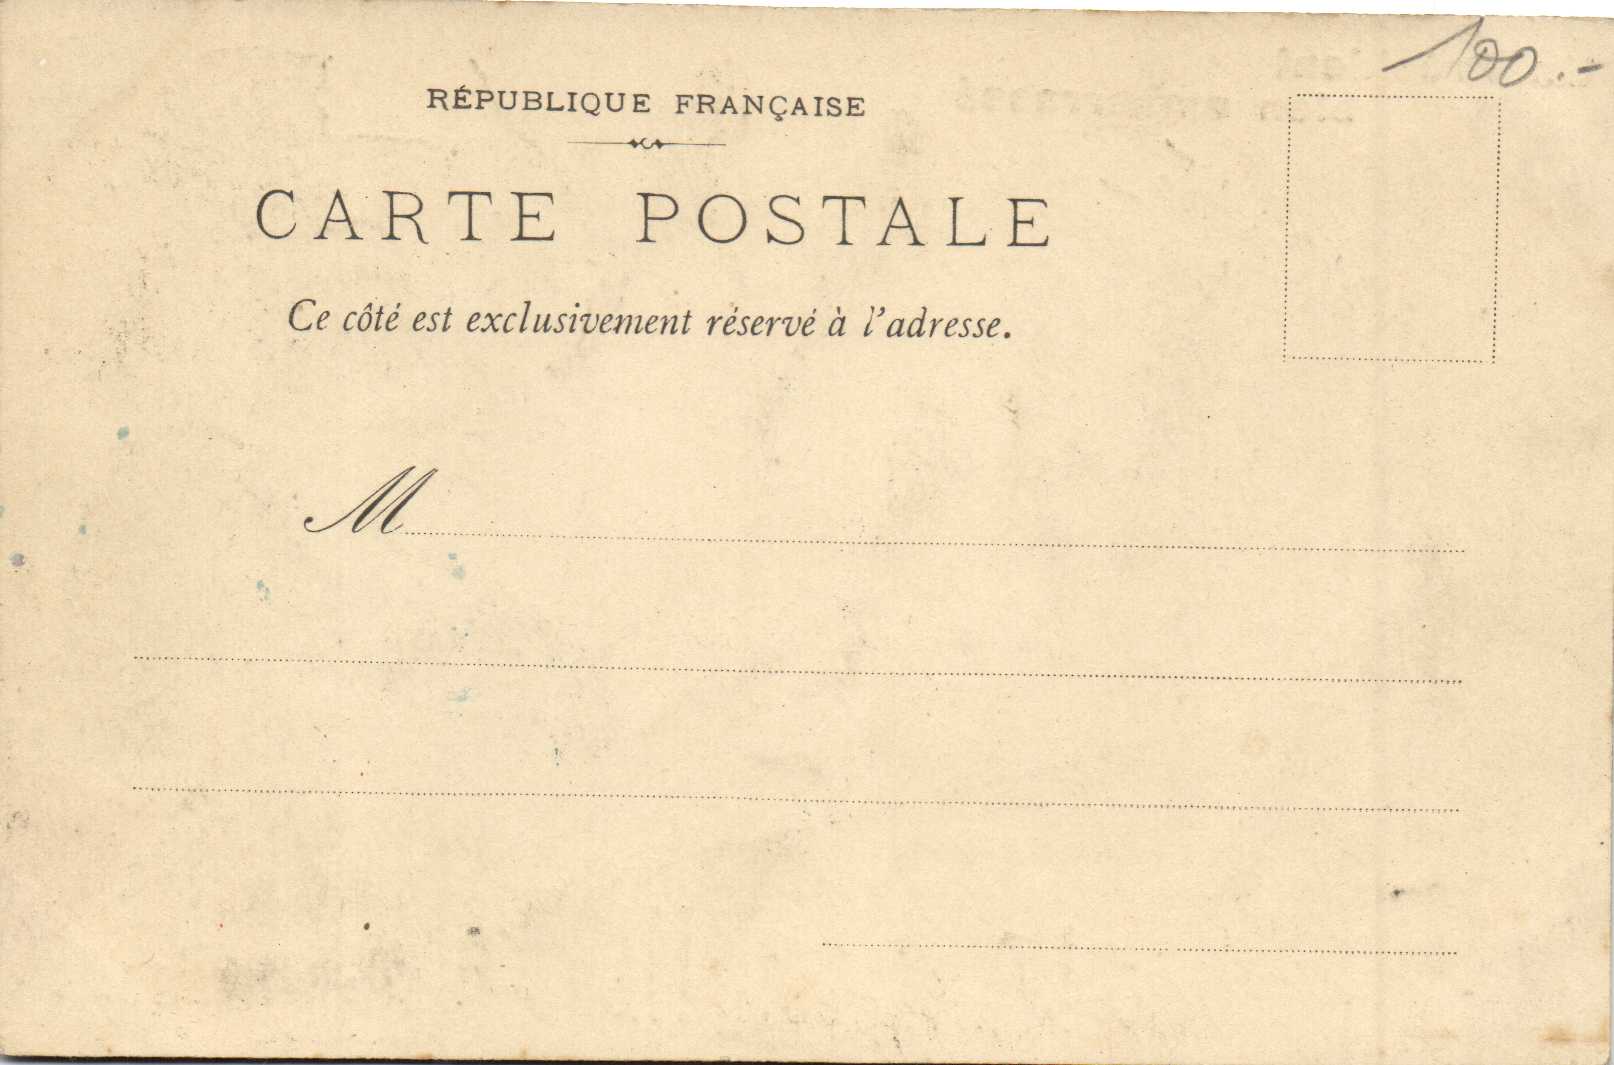 100.-
RÉPUBLIQUE FRANÇAISE
CARTE POSTALE
Ce côté est exclusivement réservé à l'adresse.
M